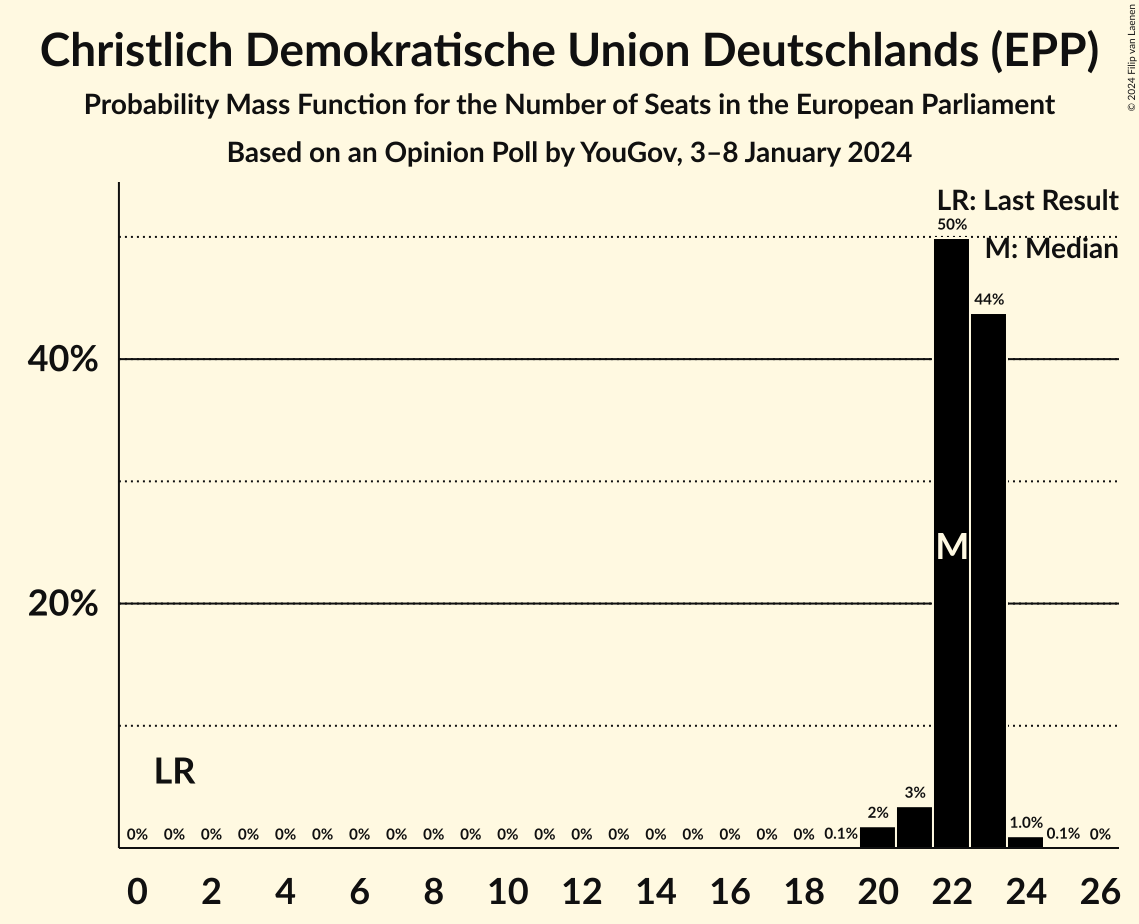 Christlich Demokratische Union Deutschlands (EPP)
Probability Mass Function for the Number of Seats in the European Parliament
Based on an Opinion Poll by YouGov, 3–8 January 2024
© 2024 Filip van Laenen
LR: Last Result
M: Median
50%
44%
40%
M
20%
LR
0% 0% 0% 0% 0% 0% 0% 0% 0% 0% 0% 0% 0% 0% 0% 0% 0% 0% 0% 0.1% 2% 3% 1.0% 0.1% 0%
0 2 4 6 8 10 12 14 16 18 20 22 24 26